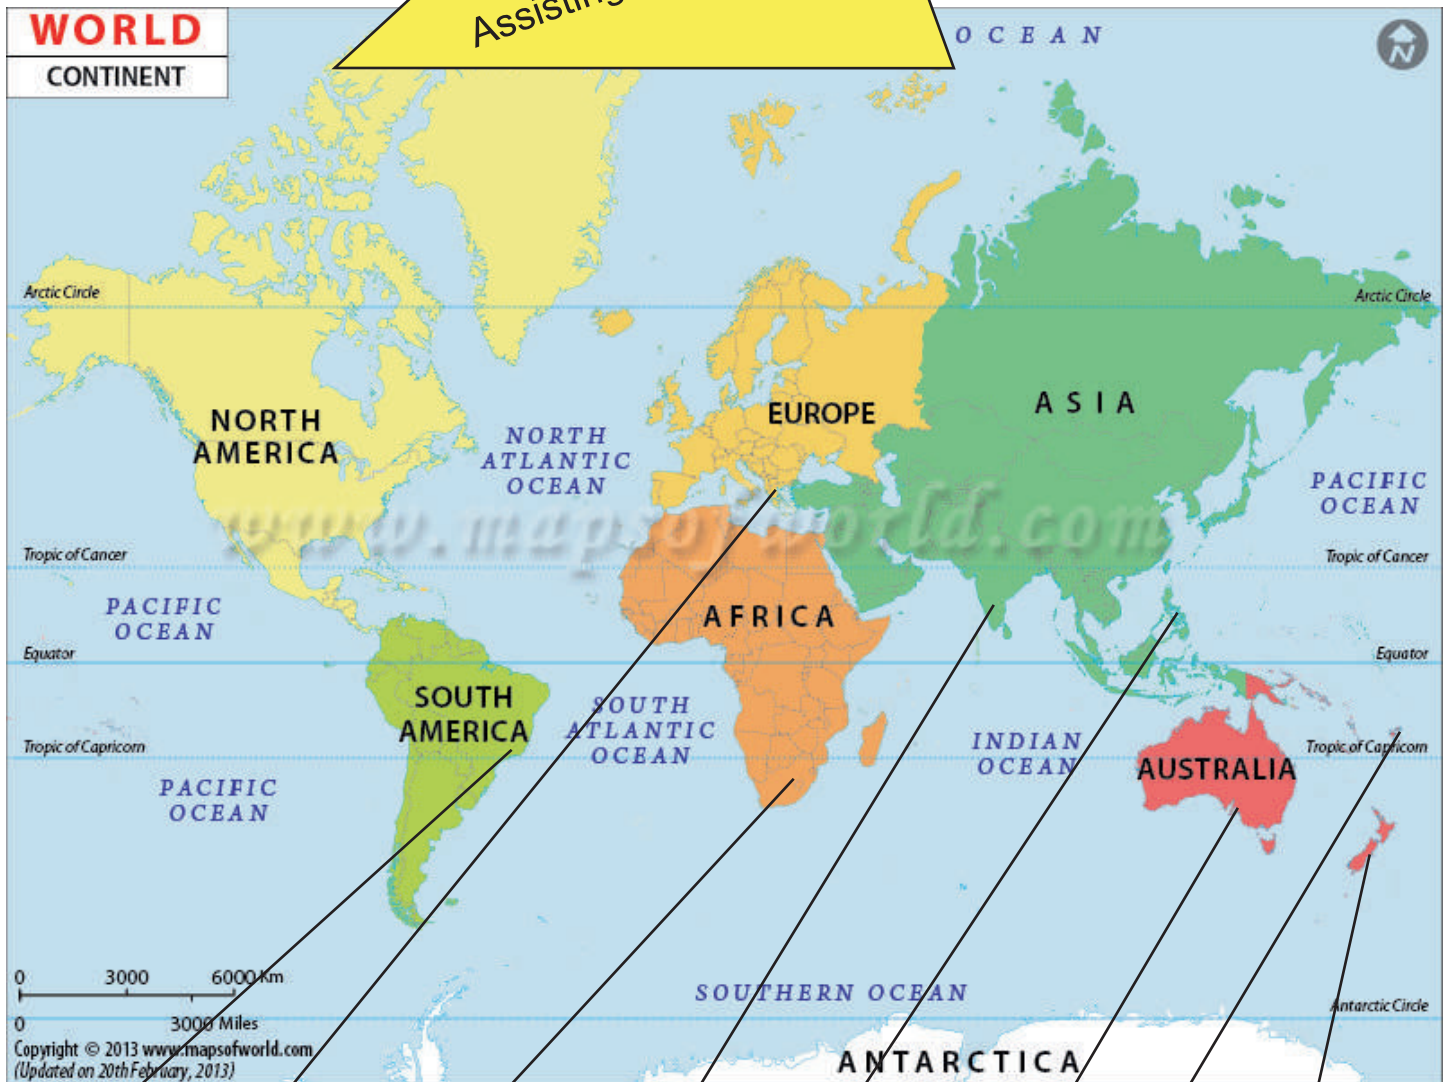 WORLD
CONTINENT
Assisting
OCEAN
N
Arctic Circle
Arctic Circle
NORTH
AMERICA
EUROPE
ASIA
NORTH
ATLANTIC
OCEAN
PACIFIC
OCEAN
www.mapsofworld.com
Tropic of Cancer
Tropic of Cancer
PACIFIC
OCEAN
AFRICA
Equator
Equator
SOUTH
AMERICA
SOUTH
ATLANTIC
OCEAN
INDIAN
OCEAN
Tropic of Capricorn
Tropic of Capricorn
AUSTRALIA
PACIFIC
OCEAN
0 3000 6000 Km
0 3000 Miles
SOUTHERN OCEAN
Antarctic Circle
ANTARCTICA
Copyright © 2013 www.mapsofworld.com
(Updated on 20th February, 2013)